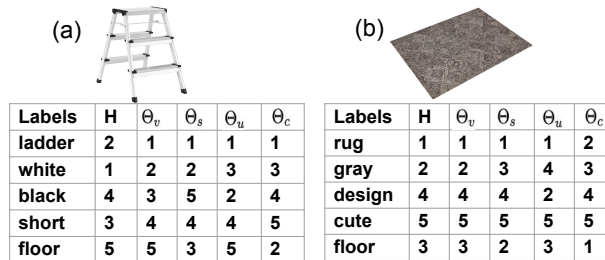 (a)
Labels H Θv Θs Θu Θc
ladder 2 1 1 1 1
white 1 2 2 3 3
black 4 3 5 2 4
short 3 4 4 4 5
floor 5 5 3 5 2
(b)
Labels H Θv Θs Θu Θc
rug 1 1 1 1 2
gray 2 2 3 4 3
design 4 4 4 2 4
cute 5 5 5 5 5
floor 3 3 2 3 1